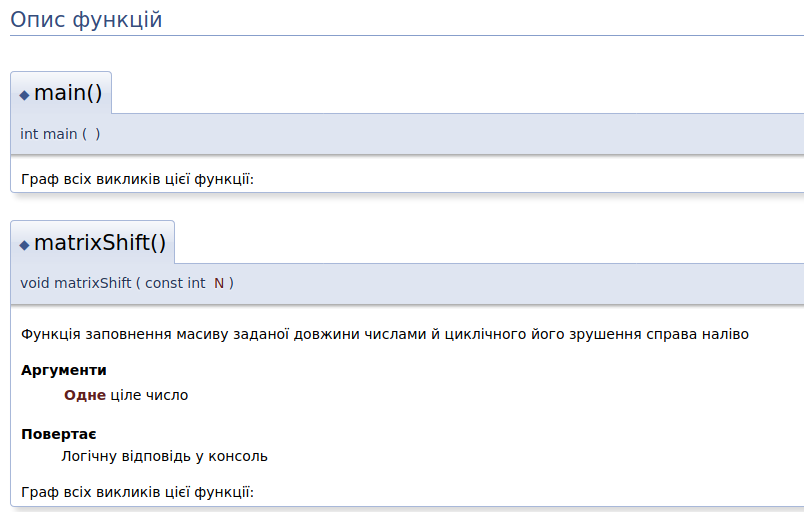 Опис функцій
◆ main()
int main ( )
Граф всіх викликів цієї функції:
◆ matrixShift()
void matrixShift ( const int N )
Функція заповнення масиву заданої довжини числами й циклічного його зрушення справа наліво
Аргументи
Одне ціле число
Повертає
Логічну відповідь у консоль
Граф всіх викликів цієї функції: